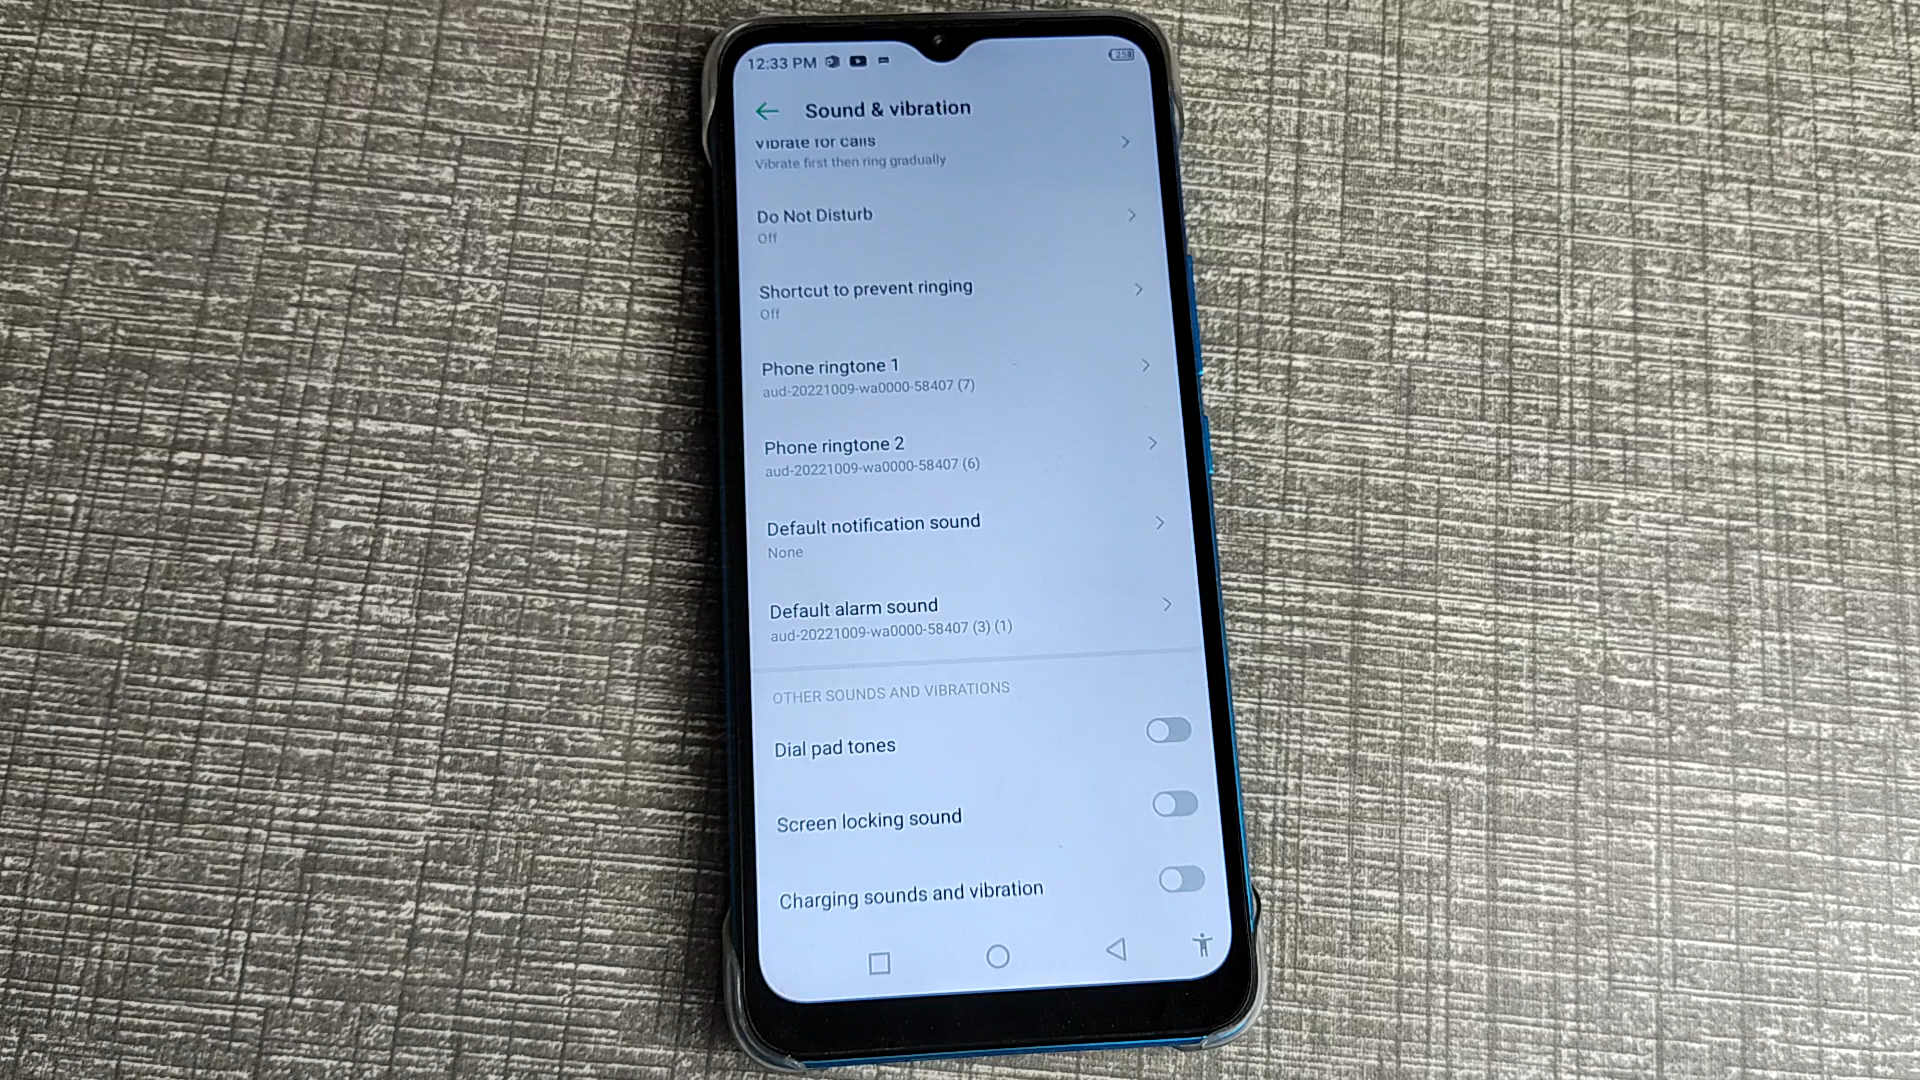 12:33 PM
Sound & vibration
Vibrate for calls
Vibrate first then ring gradually
Do Not Disturb
Off
Shortcut to prevent ringing
Off
Phone ringtone 1
aud-20221009-wa0000-58407 (7)
Phone ringtone 2
aud-20221009-wa0000-58407 (6)
Default notification sound
None
Default alarm sound
aud-20221009-wa0000-58407 (3) (1)
OTHER SOUNDS AND VIBRATIONS
Dial pad tones
Screen locking sound
Charging sounds and vibration